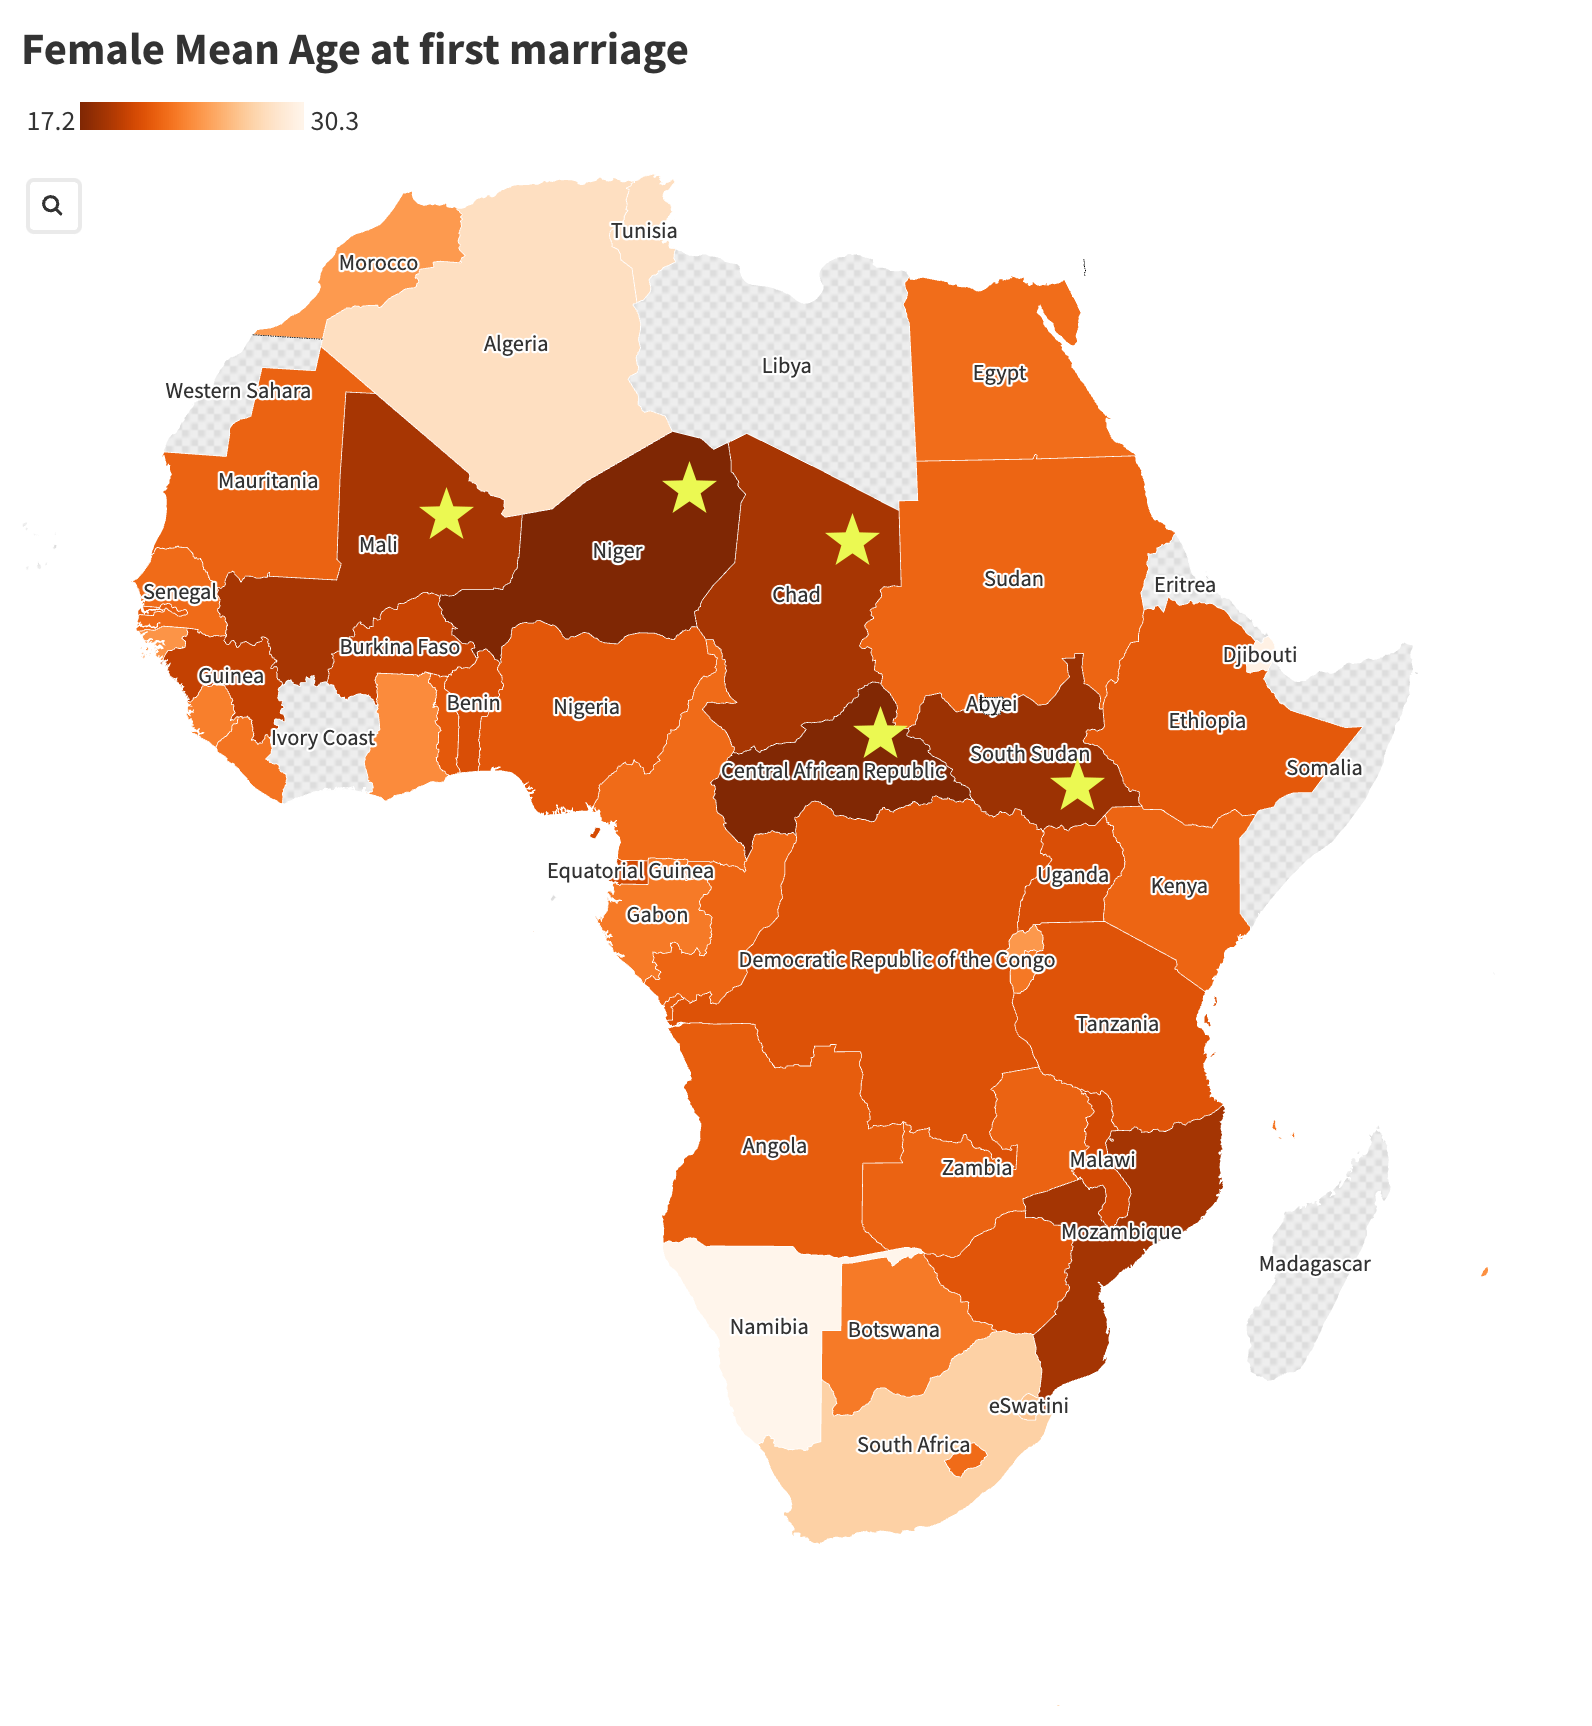 Female Mean Age at first marriage
17.2 30.3
Tunisia
Morocco
Algeria
Libya
Egypt
Western Sahara
Mauritania
Mali
Niger
Chad
Sudan
Eritrea
Senegal
Burkina Faso
Guinea
Djibouti
Benin
Nigeria
Abyei
Ethiopia
Ivory Coast
South Sudan
Somalia
Central African Republic
Equatorial Guinea
Uganda
Kenya
Gabon
Democratic Republic of the Congo
Tanzania
Angola
Zambia
Malawi
Mozambique
Madagascar
Namibia
Botswana
eSwatini
South Africa